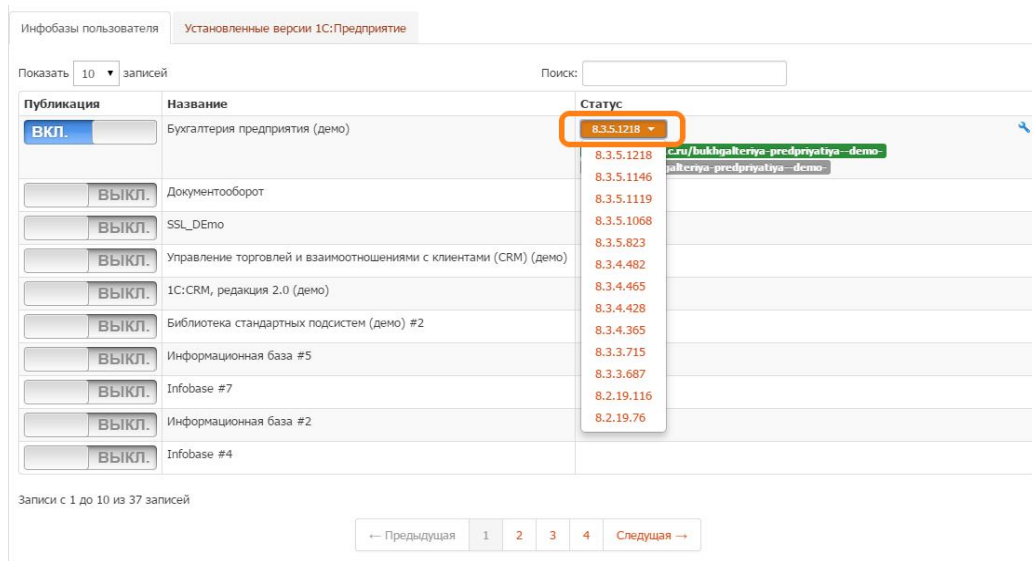 Инфобазы пользователя
Установленные версии 1С:Предприятие
Показать 10 записей
Поиск:
Публикация Название Статус
ВКЛ. Бухгалтерия предприятия (демо) 8.3.5.1218
8.3.5.1218 c.ru/bukhgalteriya-predpriyatiya--demo-
galteriya-predpriyatiya--demo-
8.3.5.1146
8.3.5.1119
8.3.5.1068
8.3.5.823
8.3.4.482
8.3.4.465
8.3.4.428
8.3.4.365
8.3.3.715
8.3.3.687
8.2.19.116
8.2.19.76
ВЫКЛ. Документооборот
ВЫКЛ. SSL_DEmo
ВЫКЛ. Управление торговлей и взаимоотношениями с клиентами (CRM) (демо)
ВЫКЛ. 1С:CRM, редакция 2.0 (демо)
ВЫКЛ. Библиотека стандартных подсистем (демо) #2
ВЫКЛ. Информационная база #5
ВЫКЛ. Infobase #7
ВЫКЛ. Информационная база #2
ВЫКЛ. Infobase #4
Записи с 1 до 10 из 37 записей
← Предыдущая 1 2 3 4 Следущая →